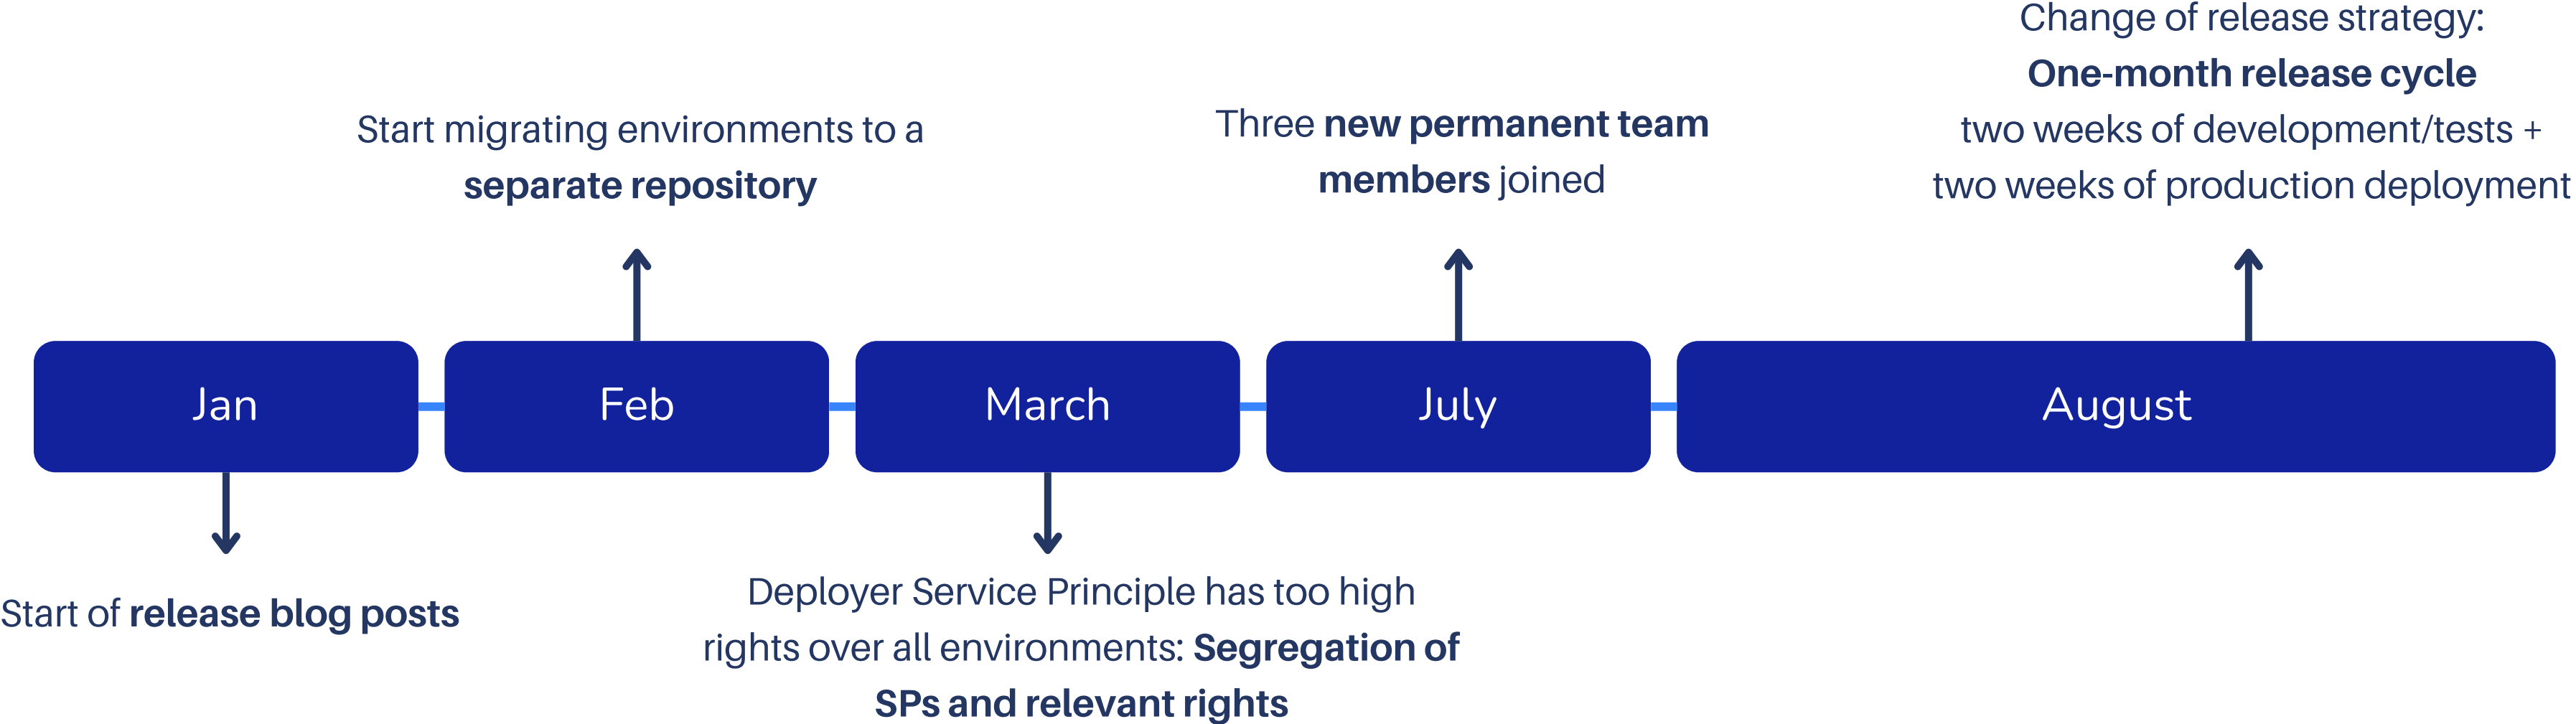 Change of release strategy:
One-month release cycle
two weeks of development/tests +
two weeks of production deployment
Start migrating environments to a
separate repository
Three new permanent team
members joined
Jan
Feb
March
July
August
Start of release blog posts
Deployer Service Principle has too high
rights over all environments: Segregation of
SPs and relevant rights